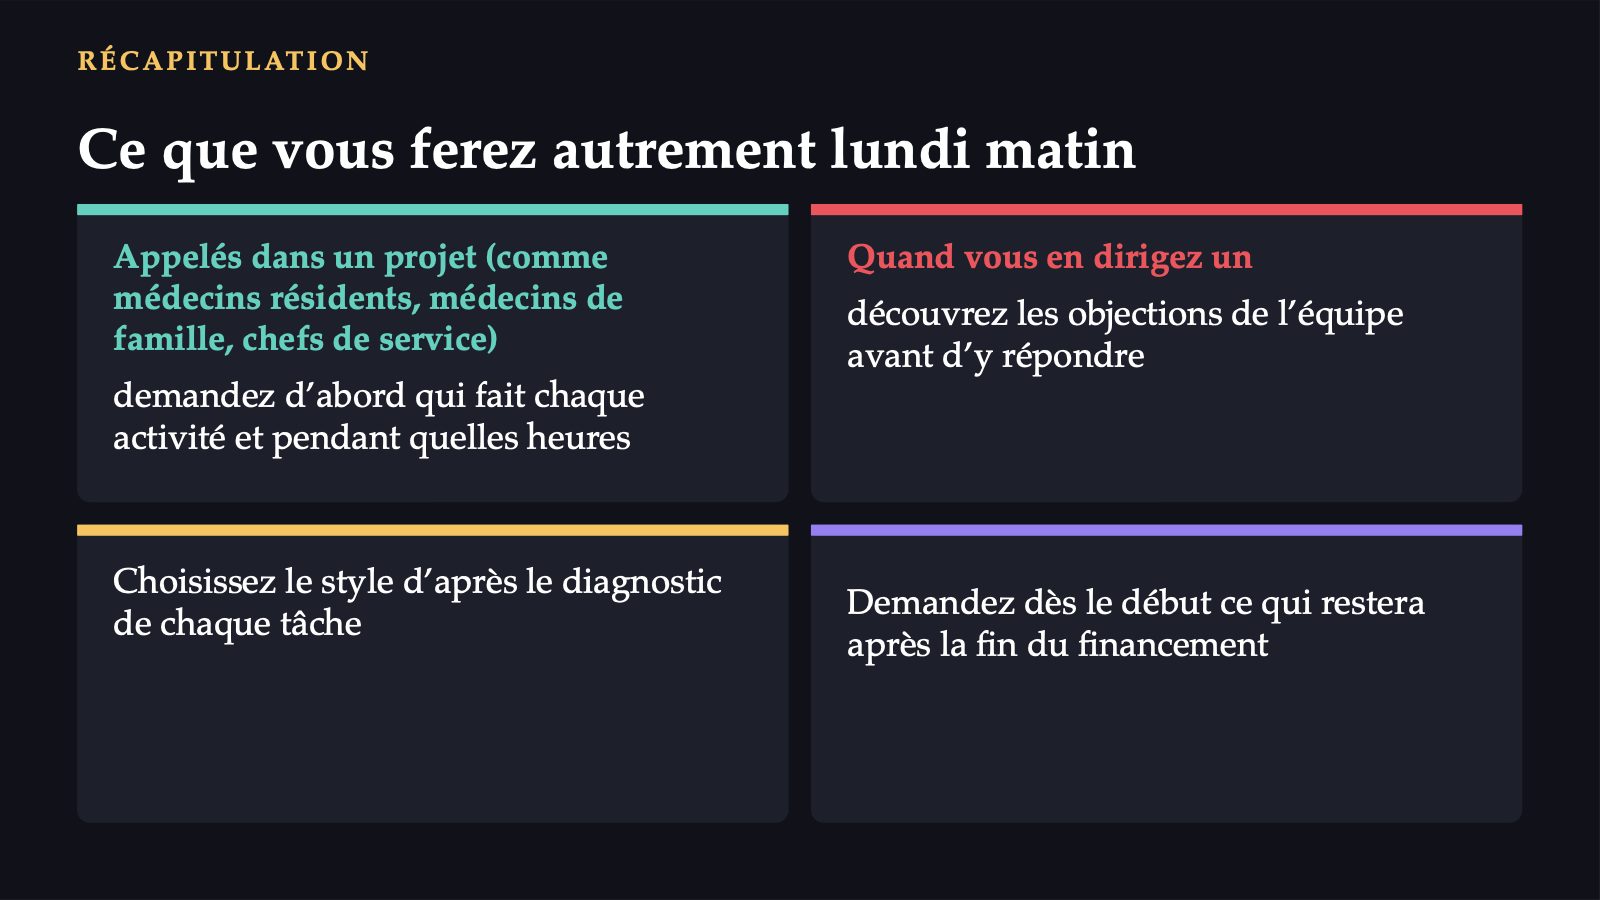 RÉCAPITULATION
Ce que vous ferez autrement lundi matin
Appelés dans un projet (comme
médecins résidents, médecins de
famille, chefs de service)
demandez d’abord qui fait chaque
activité et pendant quelles heures
Quand vous en dirigez un
découvrez les objections de l’équipe
avant d’y répondre
Choisissez le style d’après le diagnostic
de chaque tâche
Demandez dès le début ce qui restera
après la fin du financement